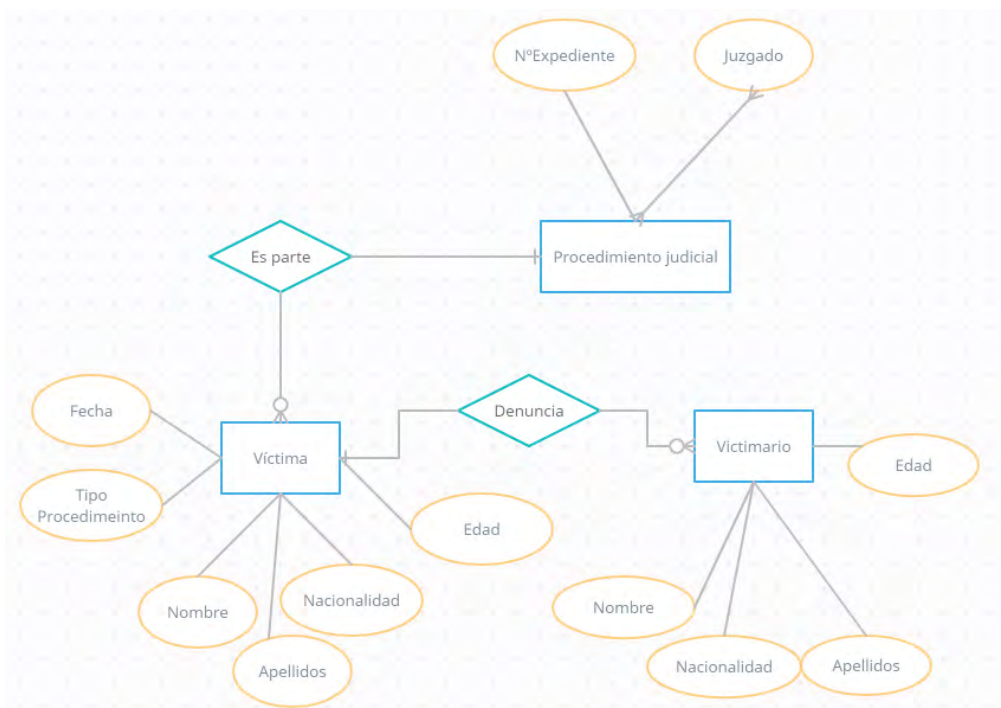 NºExpediente
Juzgado
Es parte
Procedimiento judicial
Fecha
Denuncia
Víctima
Victimario
Edad
Tipo
Procedimeinto
Edad
Nombre
Nacionalidad
Nombre
Apellidos
Nacionalidad
Apellidos